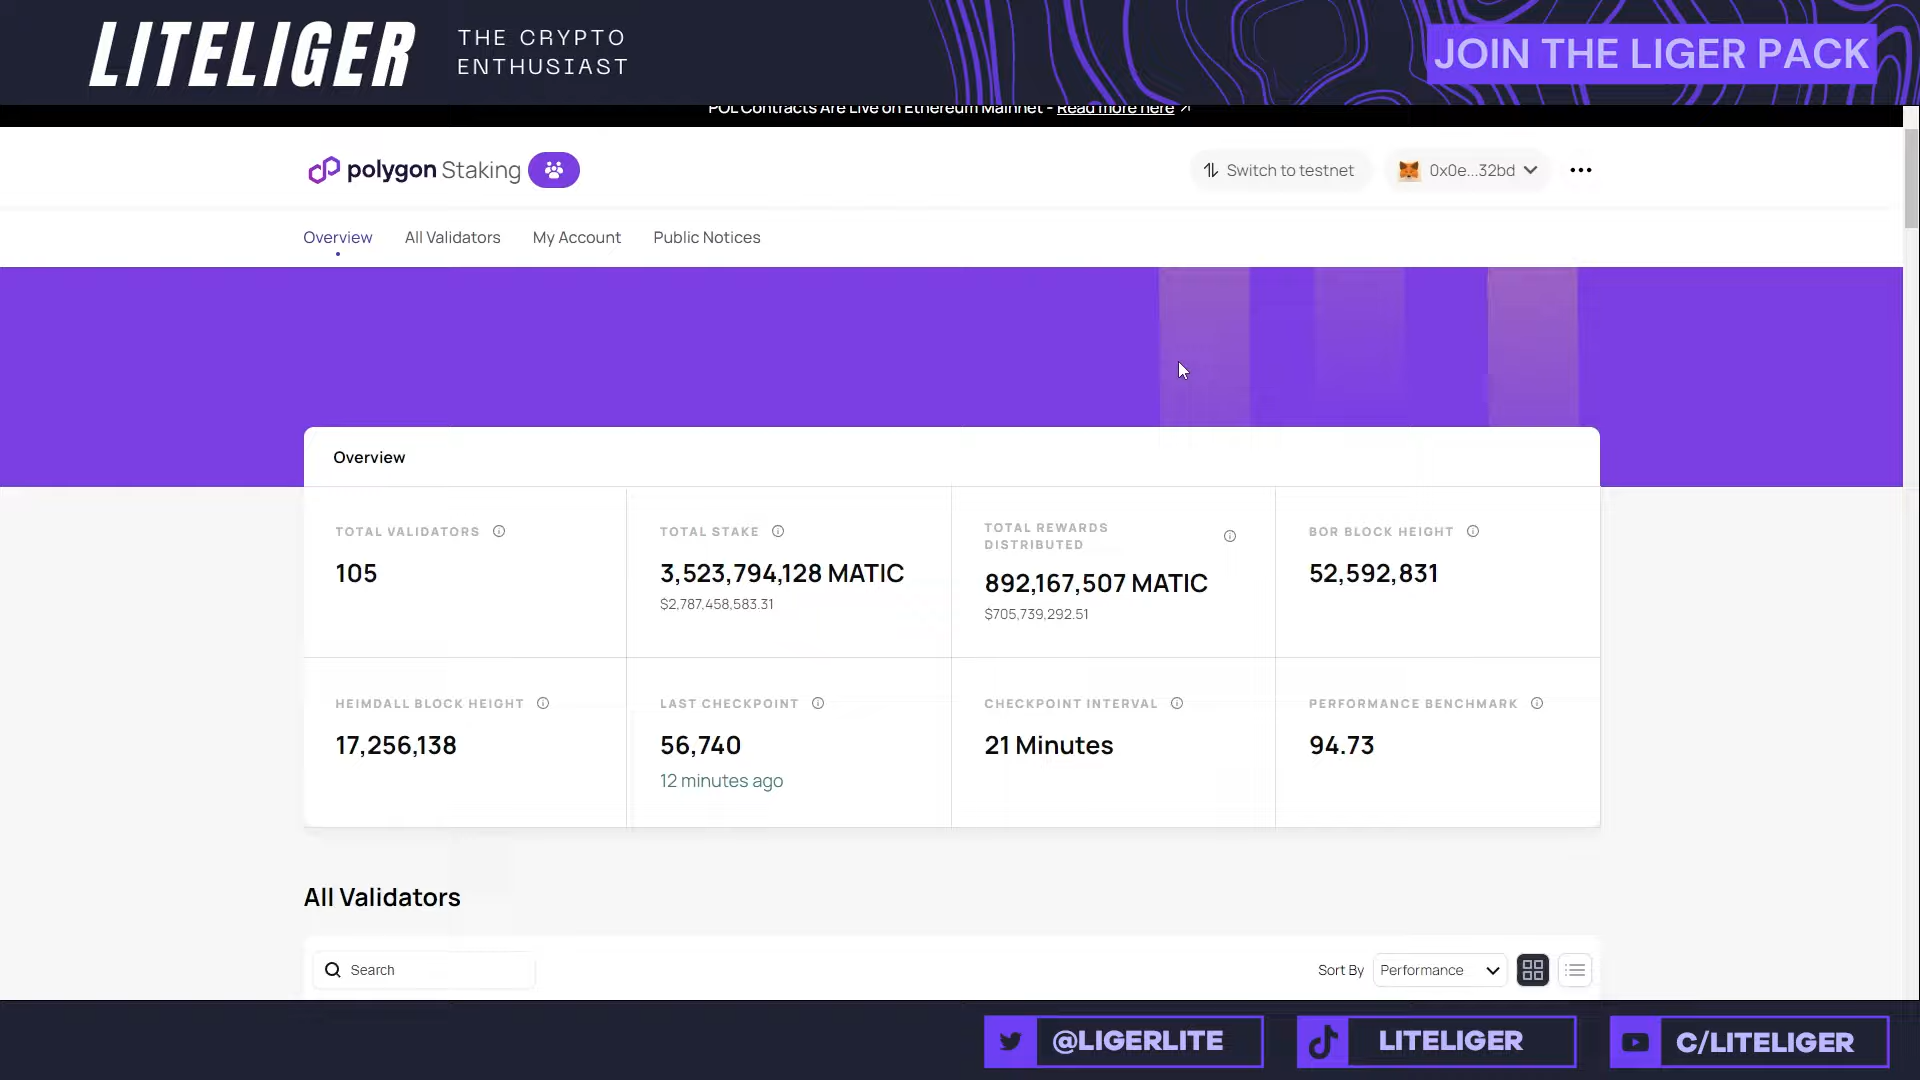 LITELIGER
THE CRYPTO
ENTHUSIAST
JOIN THE LIGER PACK
POL Contracts Are Live on Ethereum Mainnet - Read more here
polygon Staking
Switch to testnet
0x0e...32bd
Overview
All Validators
My Account
Public Notices
Overview
TOTAL VALIDATORS
105
TOTAL STAKE
3,523,794,128 MATIC
$2,787,458,583.31
TOTAL REWARDS
DISTRIBUTED
892,167,507 MATIC
$705,739,292.51
BOR BLOCK HEIGHT
52,592,831
HEIMDALL BLOCK HEIGHT
17,256,138
LAST CHECKPOINT
56,740
12 minutes ago
CHECKPOINT INTERVAL
21 Minutes
PERFORMANCE BENCHMARK
94.73
All Validators
Search
Sort By
Performance
@LIGERLITE
LITELIGER
C/LITELIGER